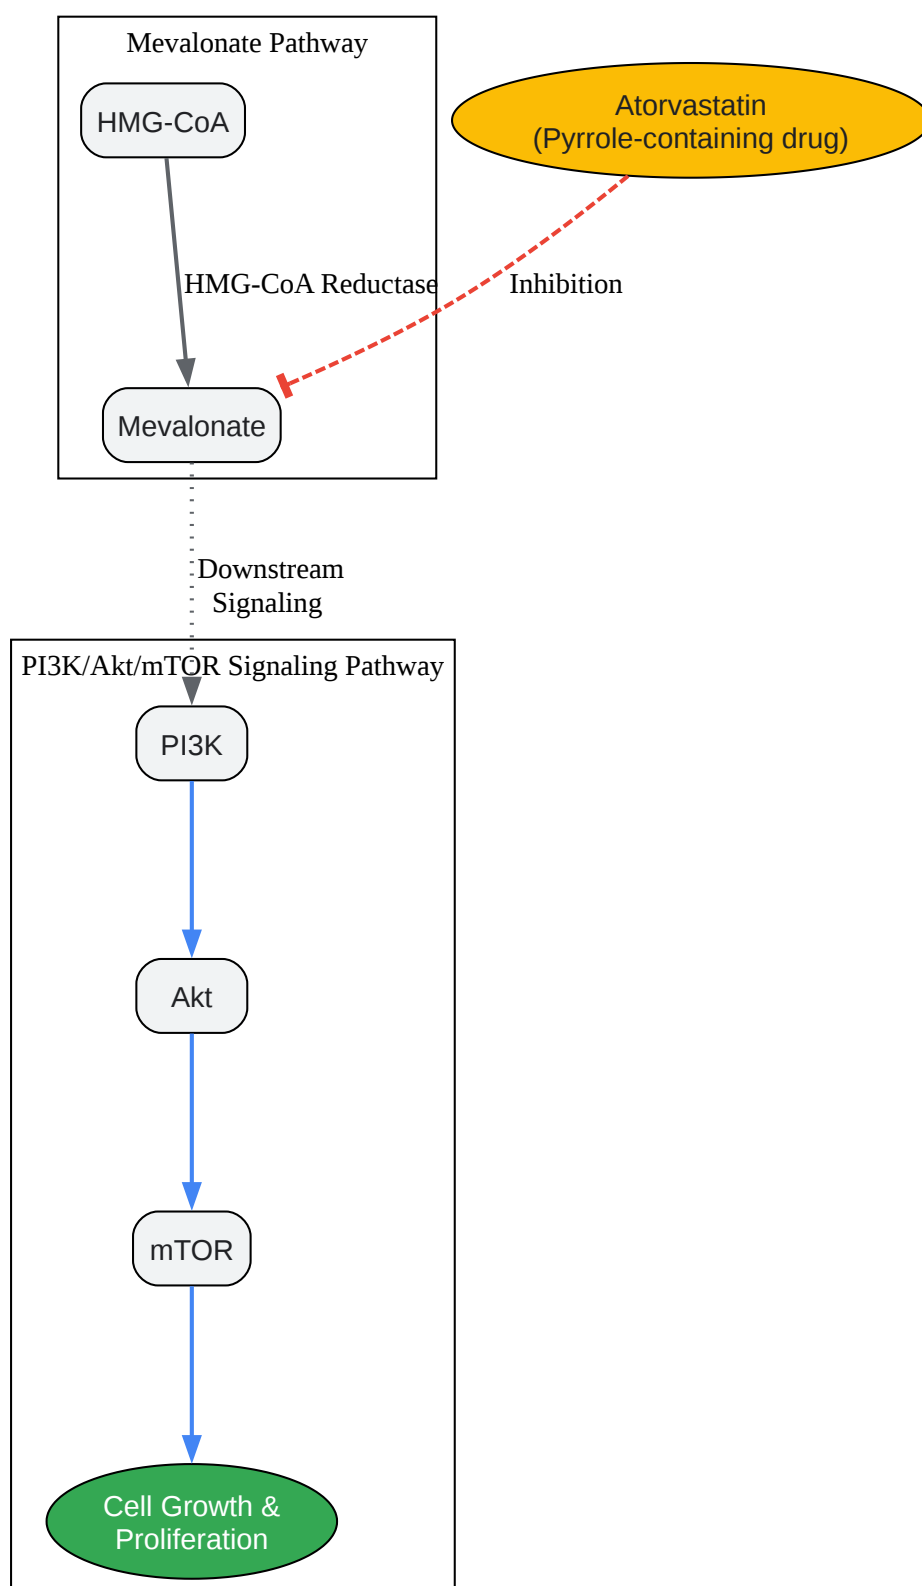 Mevalonate Pathway
HMG-CoA
Atorvastatin
(Pyrrole-containing drug)
HMG-CoA Reductase
Inhibition
Mevalonate
Downstream
Signaling
PI3K/Akt/mTOR Signaling Pathway
PI3K
Akt
mTOR
Cell Growth &
Proliferation